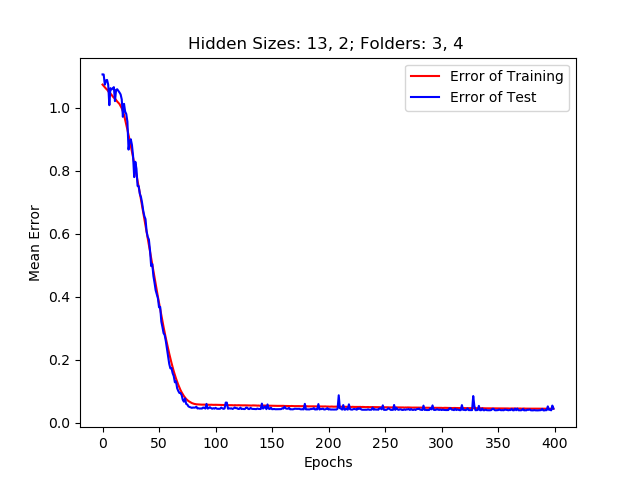 Hidden Sizes: 13, 2; Folders: 3, 4
Error of Training
Error of Test
Mean Error
1.0
0.8
0.6
0.4
0.2
0.0
0 50 100 150 200 250 300 350 400
Epochs